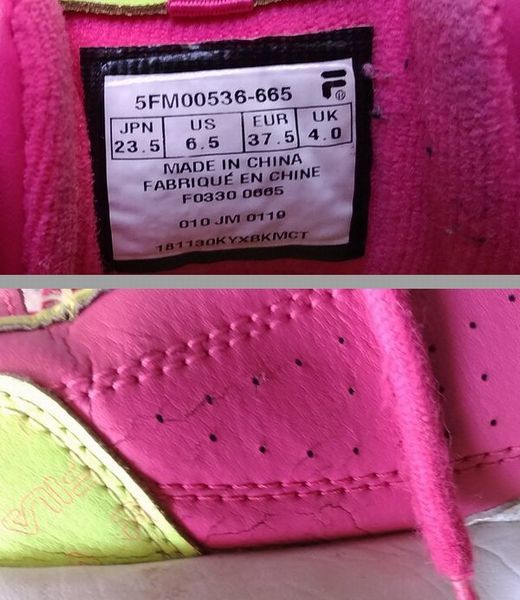 5FM00536-665
JPN US EUR UK
23.5 6.5 37.5 4.0
MADE IN CHINA
FABRIQUÉ EN CHINE
F0330 0665
010 JM 0119
181130KYXBKMCT
FILA